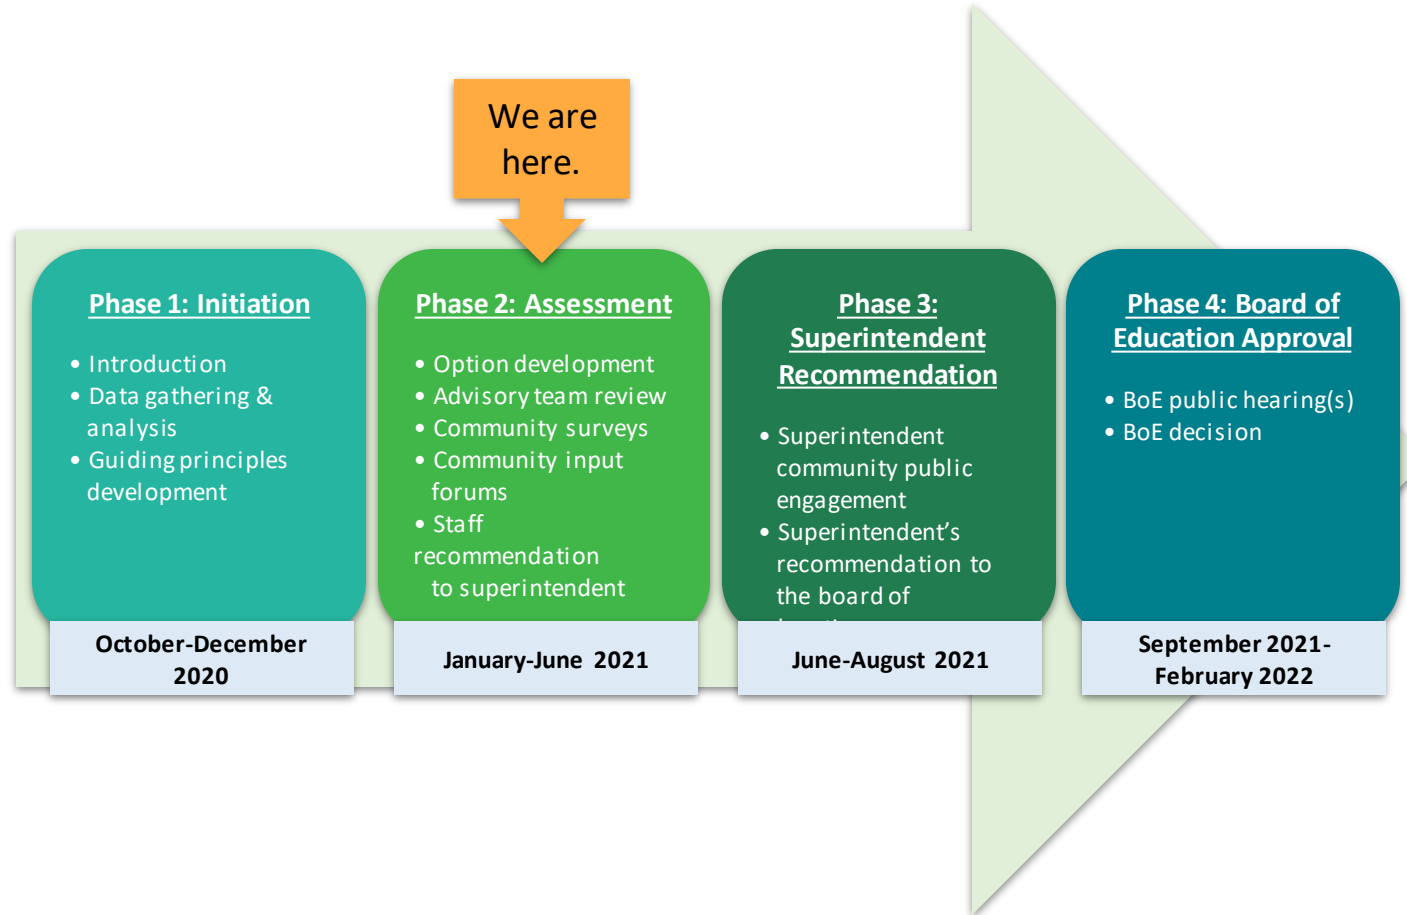 We are
here.
Phase 1: Initiation
• Introduction
• Data gathering &
analysis
• Guiding principles
development
October-December
2020
Phase 2: Assessment
• Option development
• Advisory team review
• Community surveys
• Community input
forums
• Staff
recommendation
to superintendent
January-June 2021
Phase 3:
Superintendent
Recommendation
• Superintendent
community public
engagement
• Superintendent’s
recommendation to
the board of
June-August 2021
Phase 4: Board of
Education Approval
• BoE public hearing(s)
• BoE decision
September 2021-
February 2022